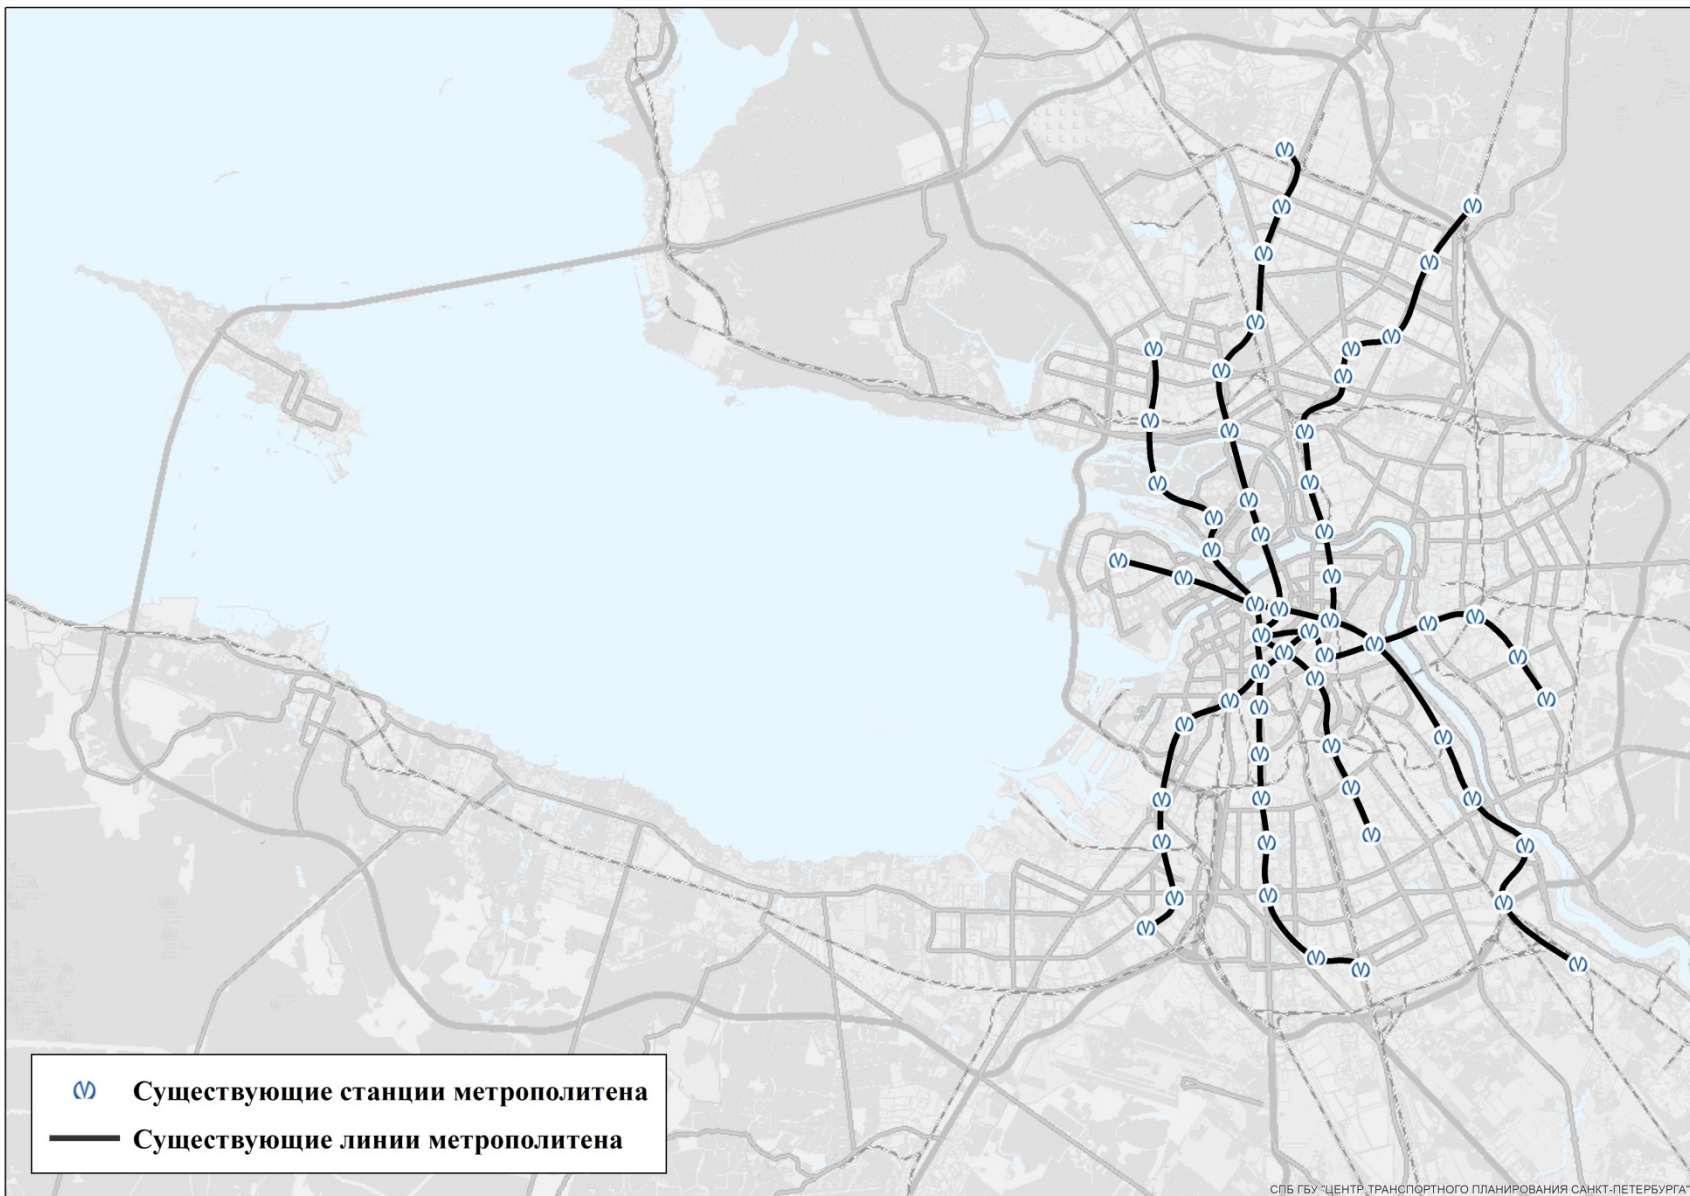 Существующие станции метрополитена
Существующие линии метрополитена
СПБ ГБУ "ЦЕНТР ТРАНСПОРТНОГО ПЛАНИРОВАНИЯ САНКТ-ПЕТЕРБУРГА"